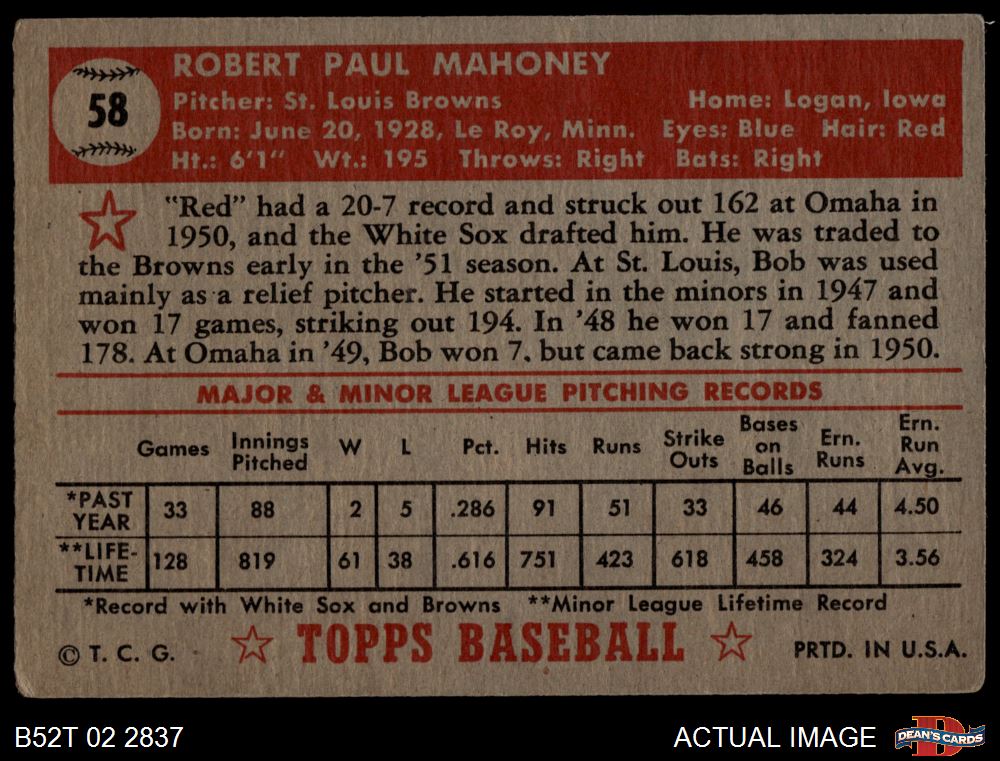 58
ROBERT PAUL MAHONEY
Pitcher: St. Louis Browns Home: Logan, Iowa
Born: June 20, 1928, Le Roy, Minn. Eyes: Blue Hair: Red
Ht.: 6'1" Wt.: 195 Throws: Right Bats: Right
"Red" had a 20-7 record and struck out 162 at Omaha in
1950, and the White Sox drafted him. He was traded to
the Browns early in the '51 season. At St. Louis, Bob was used
mainly as a relief pitcher. He started in the minors in 1947 and
won 17 games, striking out 194. In '48 he won 17 and fanned
178. At Omaha in '49, Bob won 7, but came back strong in 1950.
MAJOR & MINOR LEAGUE PITCHING RECORDS
Games Innings Pitched W L Pct. Hits Runs Strike Outs Bases on Balls Ern. Runs Ern. Run Avg.
*PAST YEAR 33 88 2 5 .286 91 51 33 46 44 4.50
**LIFE-TIME 128 819 61 38 .616 751 423 618 458 324 3.56
*Record with White Sox and Browns **Minor League Lifetime Record
© T. C. G. TOPPS BASEBALL PRTD. IN U.S.A.
B52T 02 2837 ACTUAL IMAGE D DEAN'S CARDS